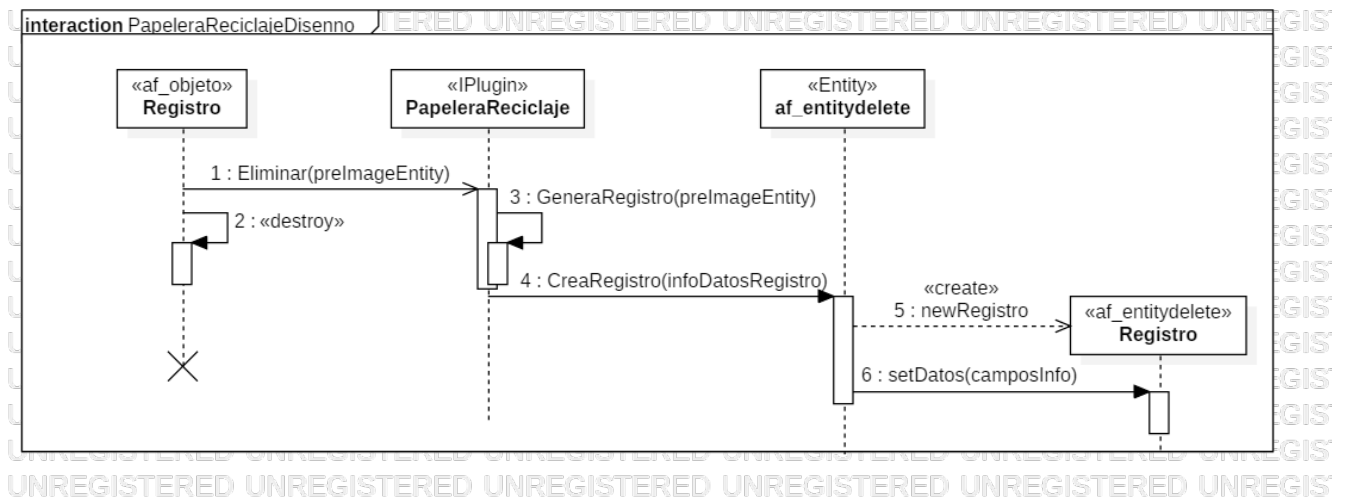 interaction PapeleraReciclajeDisenno
«af_objeto»
Registro
«IPlugin»
PapeleraReciclaje
«Entity»
af_entitydelete
1 : Eliminar(preImageEntity)
3 : GeneraRegistro(preImageEntity)
2 : «destroy»
4 : CreaRegistro(infoDatosRegistro)
«create»
5 : newRegistro
«af_entitydelete»
Registro
6 : setDatos(camposInfo)
UNREGISTERED UNREGISTERED UNREGISTERED UNREGISTERED UNREGISTERED UNREGIS